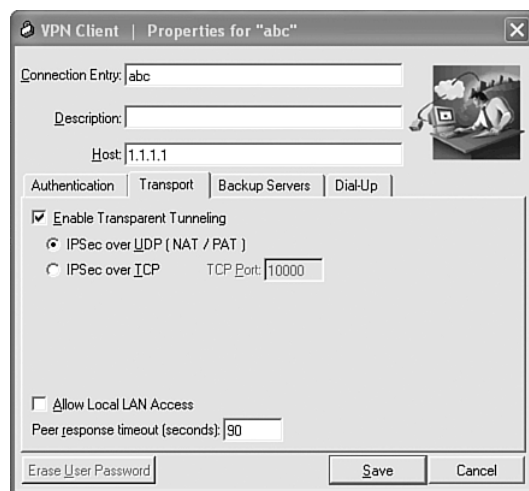 VPN Client | Properties for "abc"
Connection Entry: abc
Description:
Host: 1.1.1.1
Authentication Transport Backup Servers Dial-Up
Enable Transparent Tunneling
IPSec over UDP ( NAT / PAT )
IPSec over TCP TCP Port: 10000
Allow Local LAN Access
Peer response timeout (seconds): 90
Erase User Password Save Cancel